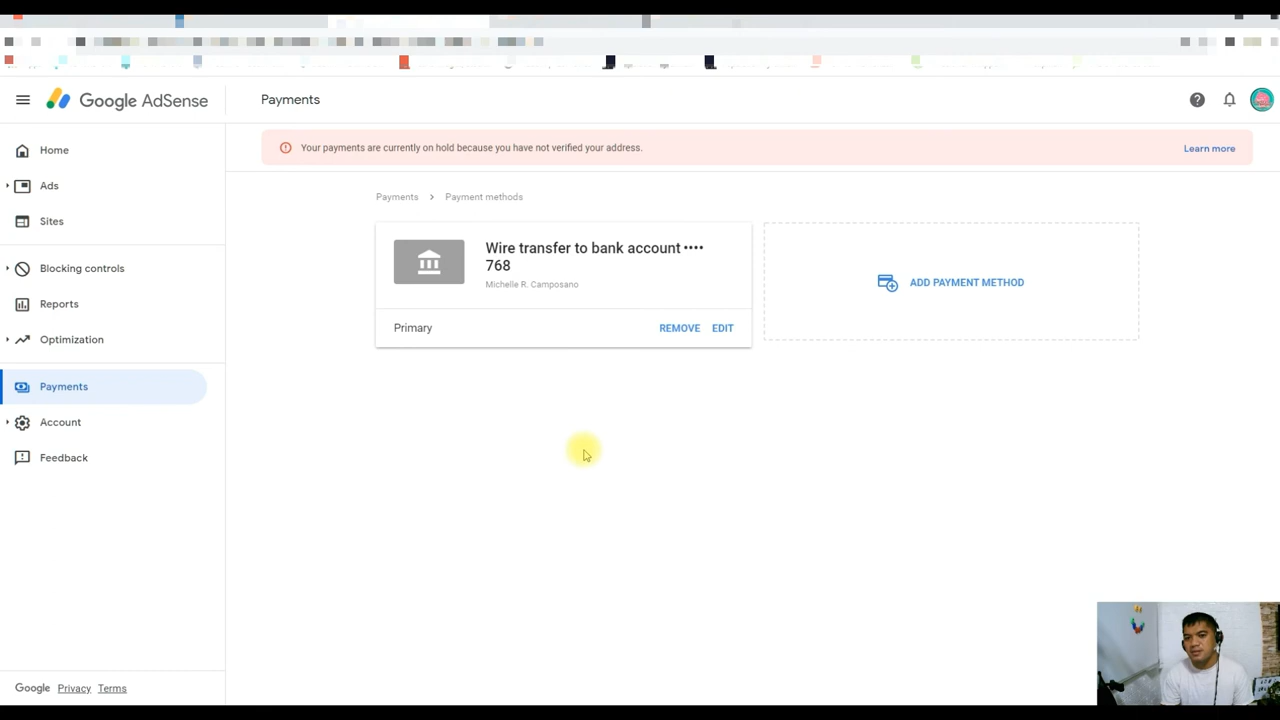 Google AdSense
Payments
Home
Your payments are currently on hold because you have not verified your address.
Learn more
Ads
Payments
Payment methods
Sites
Wire transfer to bank account ••••
768
Michelle R. Camposano
ADD PAYMENT METHOD
Blocking controls
Reports
Primary
REMOVE
EDIT
Optimization
Payments
Account
Feedback
Google
Privacy
Terms